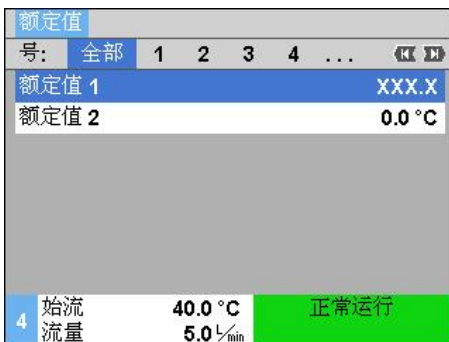 额定值
号: 全部 1 2 3 4 ...
额定值 1 XXX.X
额定值 2 0.0 °C
4 始流 40.0 °C 正常运行
流量 5.0 L/min